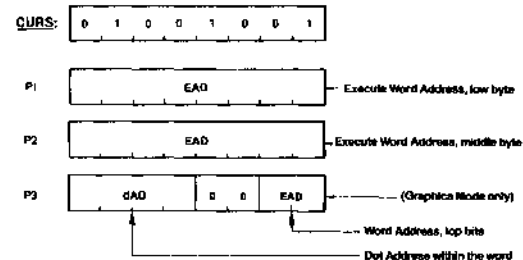 CURS: 0 1 0 0 1 0 0 1
P1 EAD Execute Word Address, low byte
P2 EAD Execute Word Address, middle byte
P3 dAD 0 0 EAD (Graphics Mode only)
Word Address, top bits
Dot Address within the word